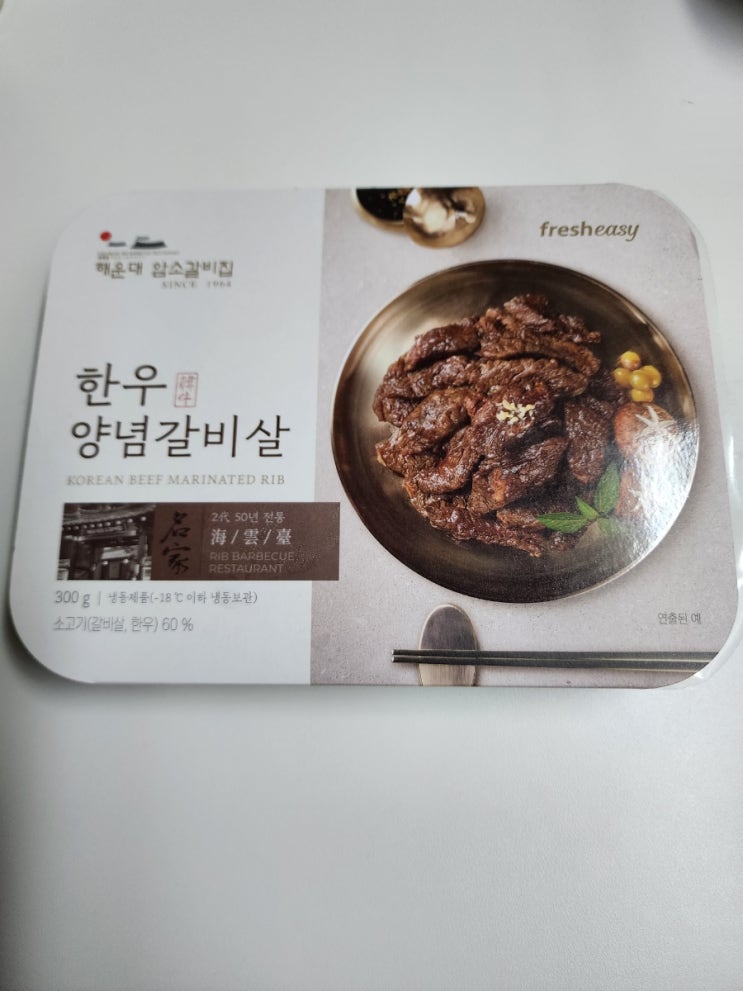 해운대 암소갈비집
SINCE 1964
fresheasy
한우
韓牛
양념갈비살
KOREAN BEEF MARINATED RIB
名家
2代 50년 전통
海/雲/臺
RIB BARBECUE
RESTAURANT
300 g | 냉동제품(-18 ℃ 이하 냉동보관)
소고기(갈비살, 한우) 60 %
연출된 예